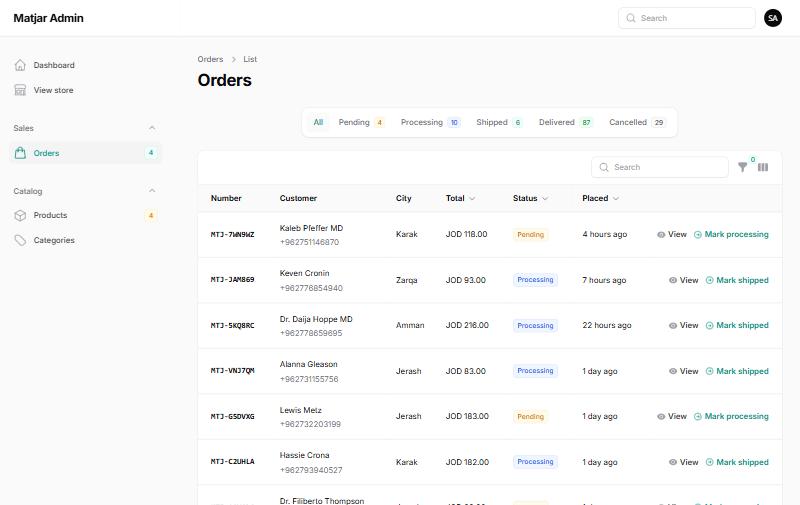 Matjar Admin
Search
SA
Dashboard
View store
Sales
Orders 4
Catalog
Products 4
Categories
Orders > List
Orders
All Pending 4 Processing 10 Shipped 6 Delivered 87 Cancelled 29
Search 0
Number Customer City Total Status Placed
MTJ-7WN9WZ Kaleb Pfeffer MD Karak JOD 118.00 Pending 4 hours ago View Mark processing
+962751146870
MTJ-JAM869 Keven Cronin Zarqa JOD 93.00 Processing 7 hours ago View Mark shipped
+962776854940
MTJ-5KQ8RC Dr. Daija Hoppe MD Amman JOD 216.00 Processing 22 hours ago View Mark shipped
+962778659695
MTJ-VNJ7QM Alanna Gleason Jerash JOD 83.00 Processing 1 day ago View Mark shipped
+962731155756
MTJ-G5DVXG Lewis Metz Jerash JOD 183.00 Pending 1 day ago View Mark processing
+962732203199
MTJ-C2UHLA Hassie Crona Karak JOD 182.00 Processing 1 day ago View Mark shipped
+962793940527
Dr. Filiberto Thompson